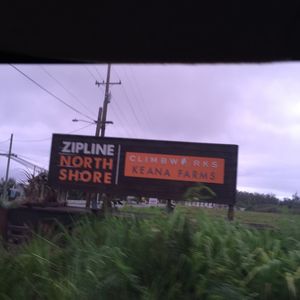 ZIPLINE
NORTH
SHORE
CLIMBWORKS
KEANA FARMS